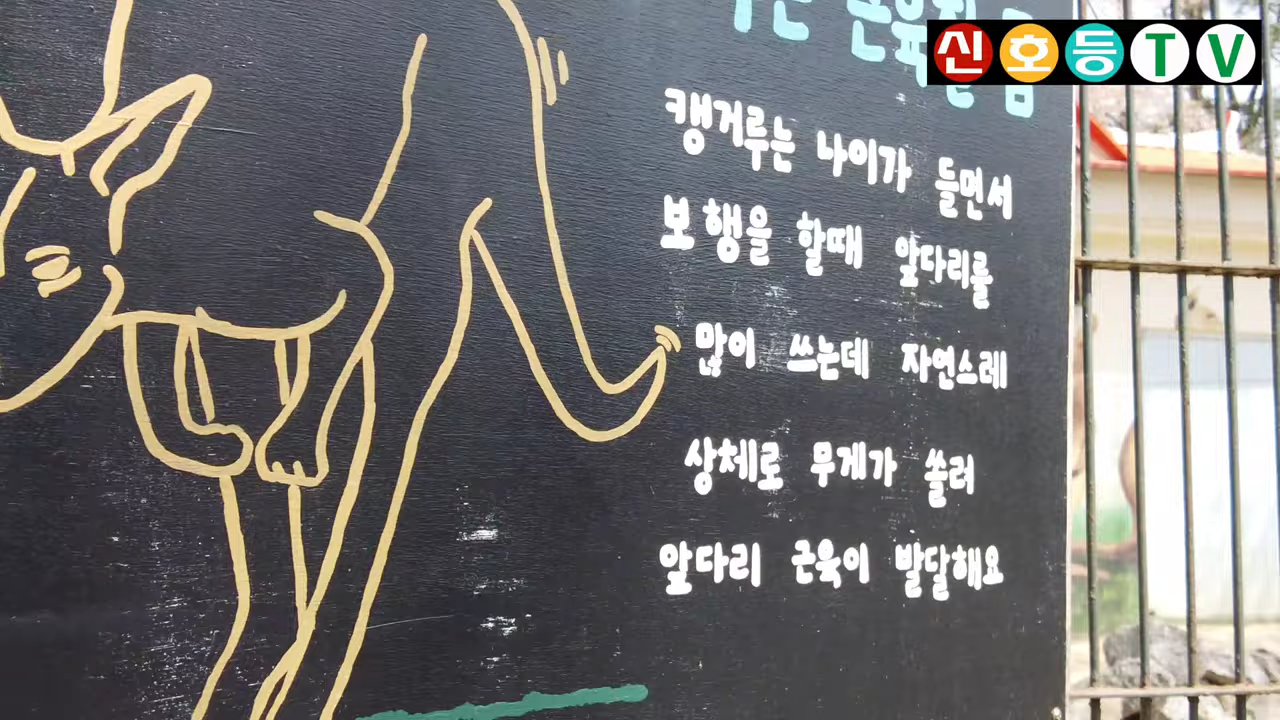 신호등TV
캥거루는 나이가 들면서
보행을 할때 앞다리를
많이 쓰는데 자연스레
상체로 무게가 쏠려
앞다리 근육이 발달해요